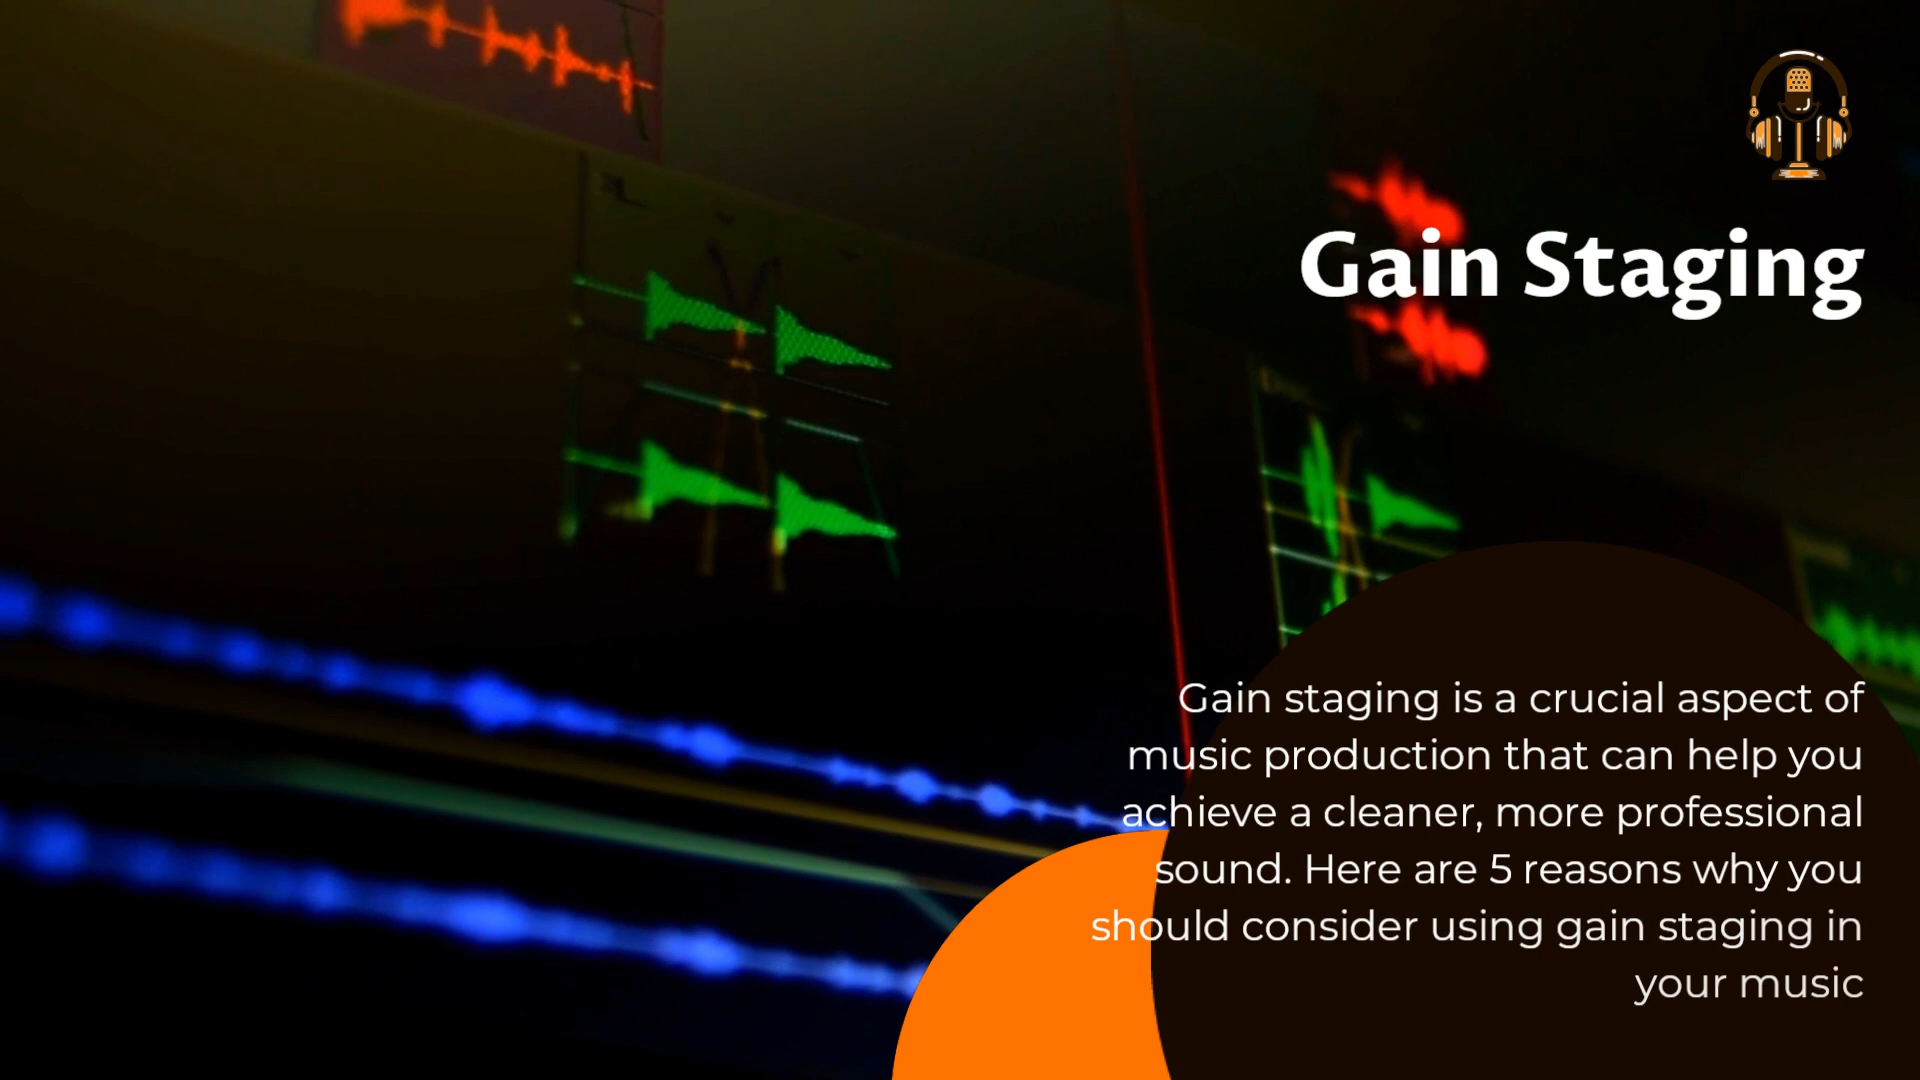 Gain Staging
Gain staging is a crucial aspect of
music production that can help you
achieve a cleaner, more professional
sound. Here are 5 reasons why you
should consider using gain staging in
your music